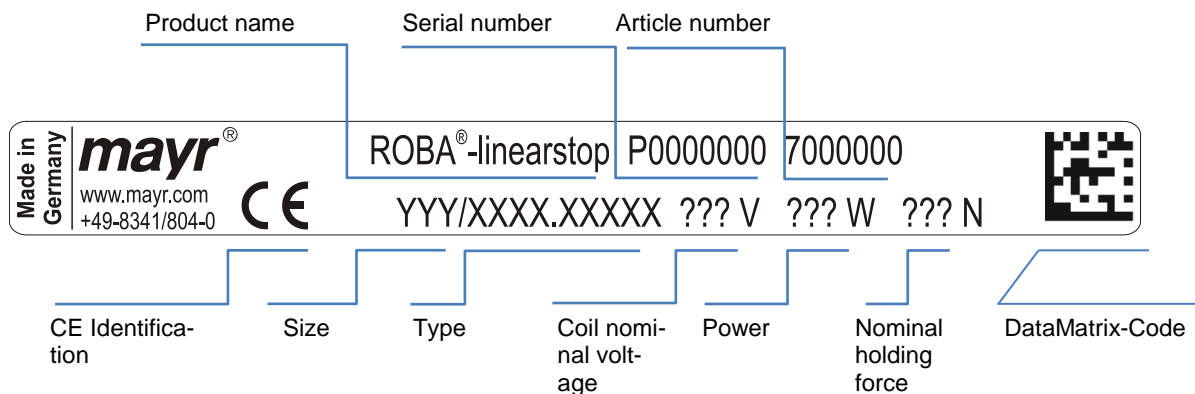 Product name Serial number Article number
Made in
Germany
mayr®
www.mayr.com
+49-8341/804-0
CE
ROBA®-linearstop P0000000 7000000
YYY/XXXX.XXXXX ??? V ??? W ??? N
CE Identifica-
tion
Size
Type
Coil nomi-
nal volt-
age
Power
Nominal
holding
force
DataMatrix-Code